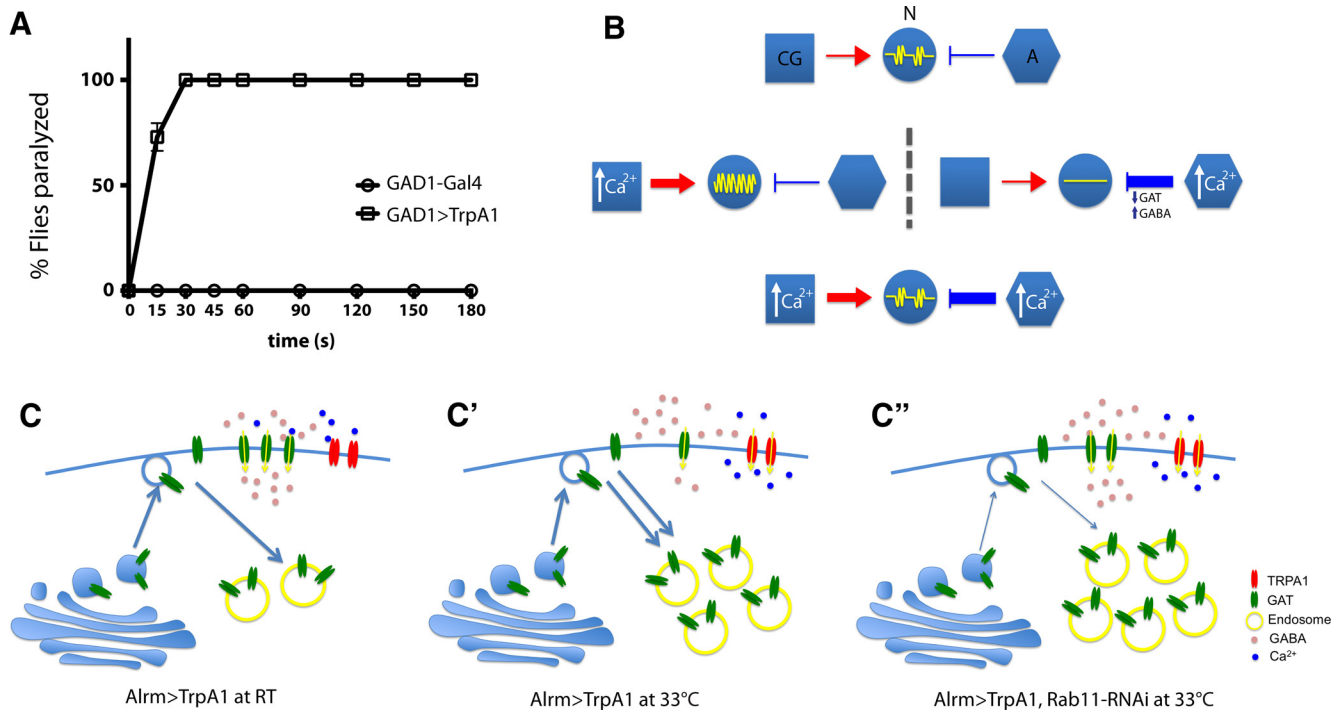 A
% Flies paralyzed
100
50
0
0 15 30 45 60 90 120 150 180
time (s)
GAD1-Gal4
GAD1>TrpA1
B
N
CG
A
Ca²⁺
Ca²⁺
GAT
GABA
Ca²⁺
Ca²⁺
C
Alrm>TrpA1 at RT
C'
Alrm>TrpA1 at 33°C
C''
Alrm>TrpA1, Rab11-RNAi at 33°C
TRPA1
GAT
Endosome
GABA
Ca²⁺